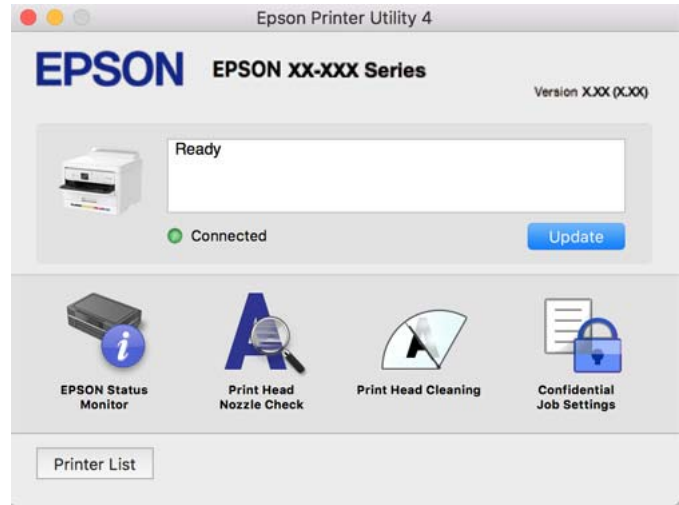 Epson Printer Utility 4
EPSON
EPSON XX-XXX Series
Version X.XX (X.XX)
Ready
Connected
Update
EPSON Status
Monitor
Print Head
Nozzle Check
Print Head Cleaning
Confidential
Job Settings
Printer List